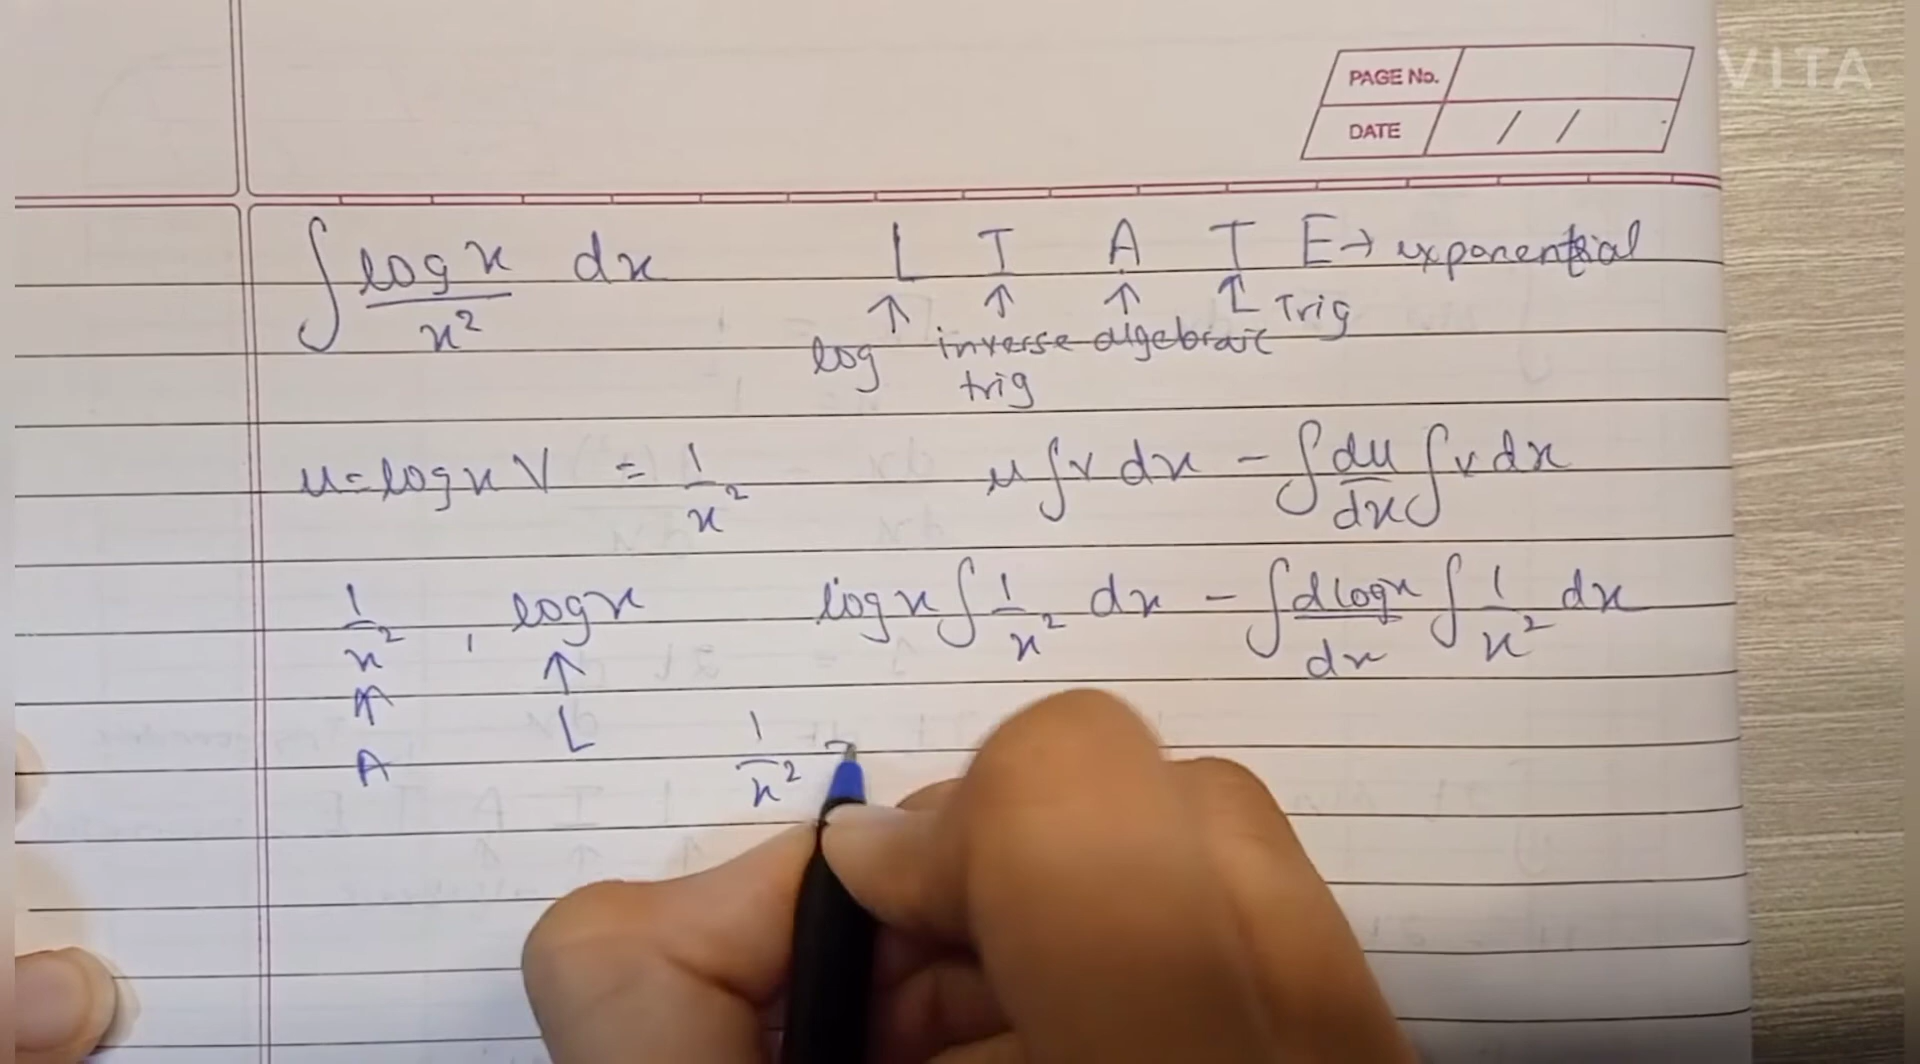 VITA
PAGE No.
DATE / /
∫ log x / x² dx L I A T E → exponential
↑ ↑ ↑ ↑ Trig
log inverse algebraic
trig
u = log x V = 1/x² u∫v dx - ∫ du/dx ∫v dx
1/x² , log x log x ∫ 1/x² dx - ∫ d log x/dx ∫ 1/x² dx
↑ ↑
A L 1/x²